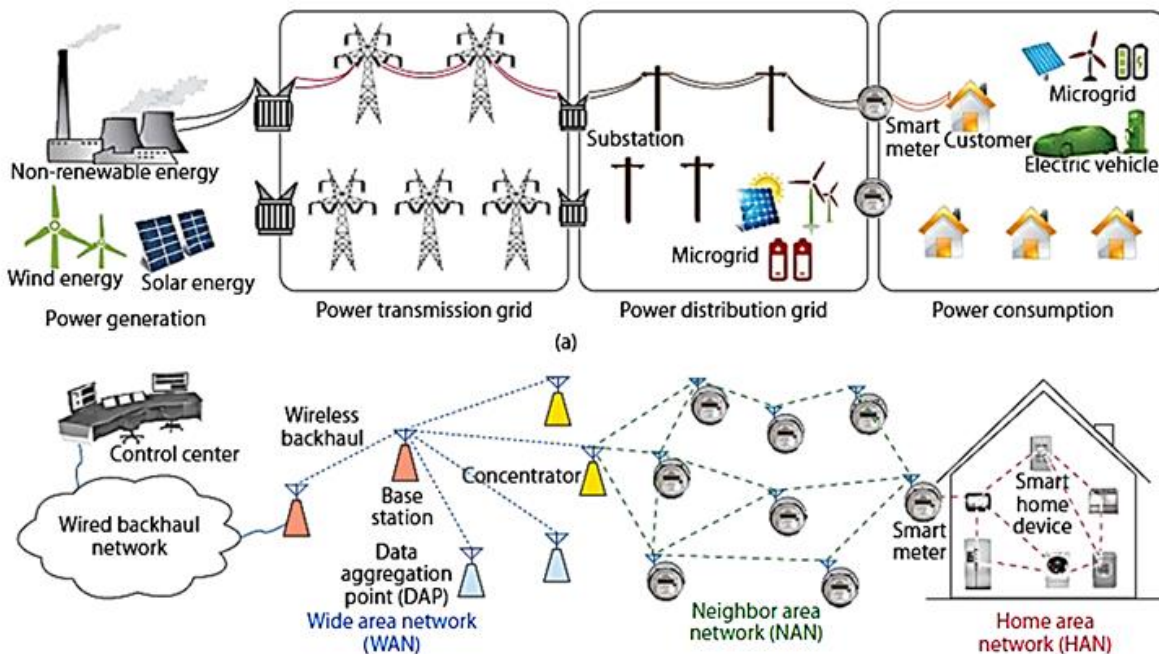 Non-renewable energy
Wind energy
Solar energy
Power generation
Power transmission grid
Substation
Microgrid
Power distribution grid
Smart
meter
Customer
Microgrid
Electric vehicle
Power consumption
(a)
Control center
Wired backhaul
network
Wireless
backhaul
Base
station
Concentrator
Data
aggregation
point (DAP)
Wide area network
(WAN)
Neighbor area
network (NAN)
Smart
meter
Smart
home
device
Home area
network (HAN)